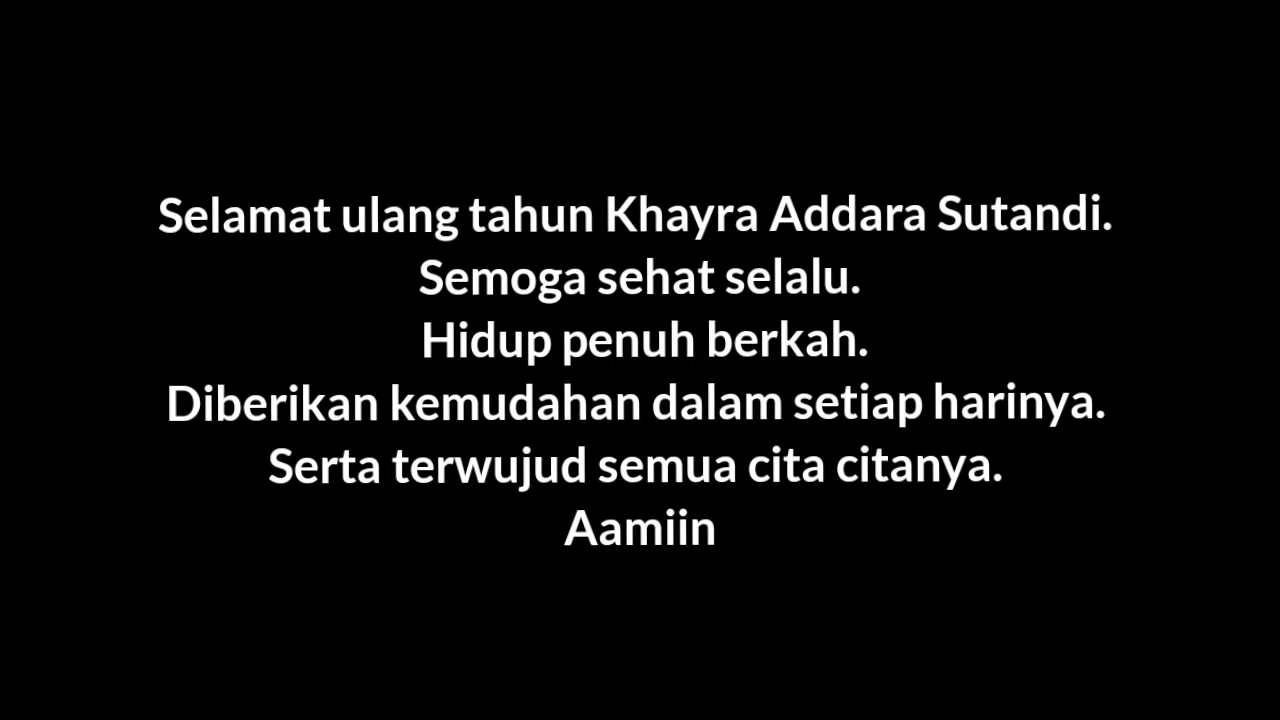 Selamat ulang tahun Khayra Addara Sutandi.
Semoga sehat selalu.
Hidup penuh berkah.
Diberikan kemudahan dalam setiap harinya.
Serta terwujud semua cita citanya.
Aamiin